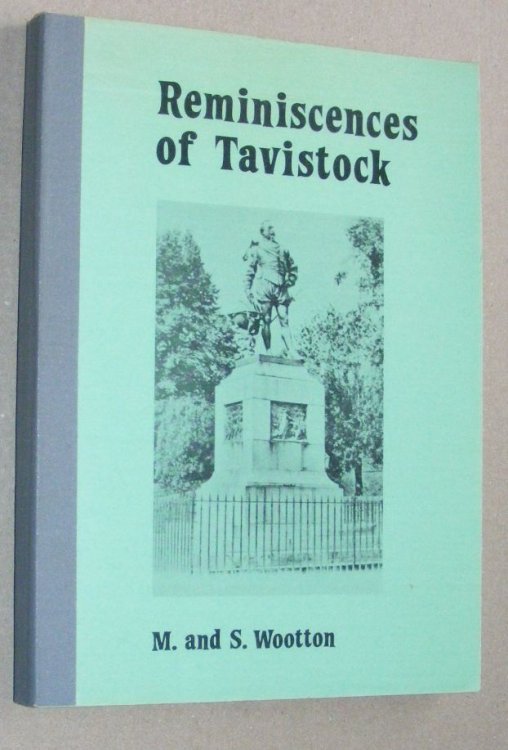 Reminiscences
of Tavistock
M. and S. Wootton